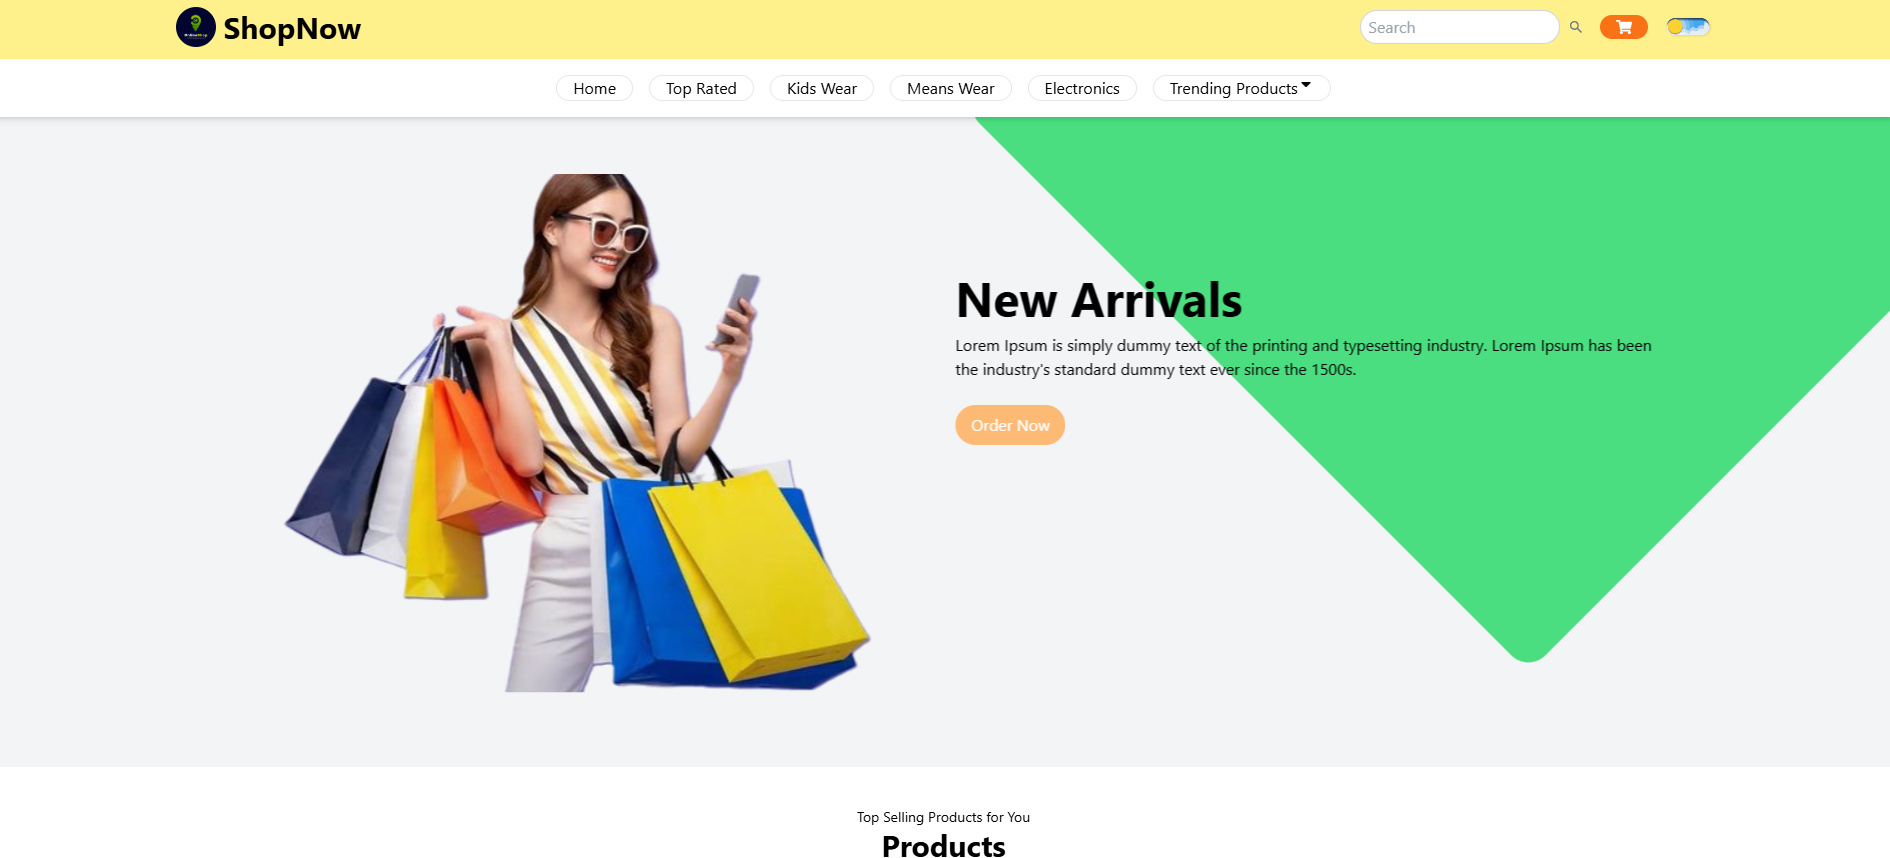 ShopNow
Search
Home
Top Rated
Kids Wear
Means Wear
Electronics
Trending Products
New Arrivals
Lorem Ipsum is simply dummy text of the printing and typesetting industry. Lorem Ipsum has been
the industry's standard dummy text ever since the 1500s.
Order Now
Top Selling Products for You
Products